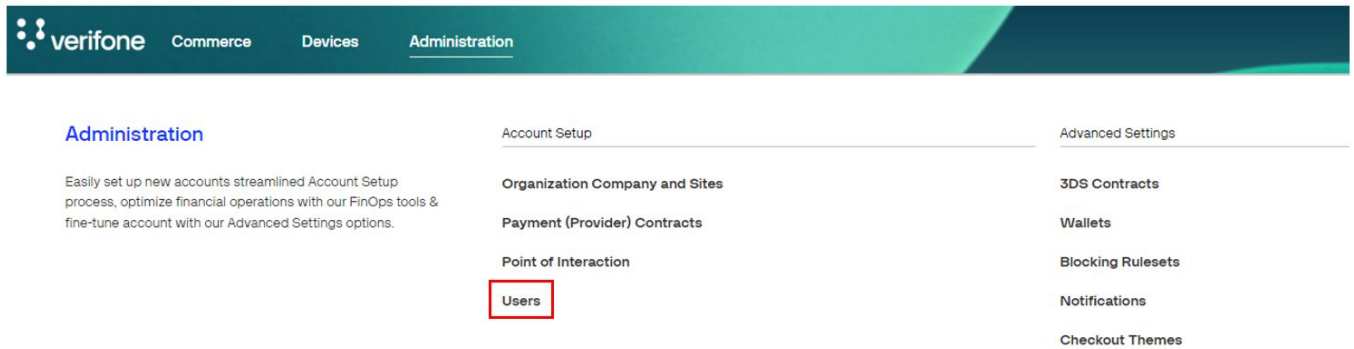 verifone Commerce Devices Administration
Administration
Easily set up new accounts streamlined Account Setup
process, optimize financial operations with our FinOps tools &
fine-tune account with our Advanced Settings options.
Account Setup
Organization Company and Sites
Payment (Provider) Contracts
Point of Interaction
Users
Advanced Settings
3DS Contracts
Wallets
Blocking Rulesets
Notifications
Checkout Themes